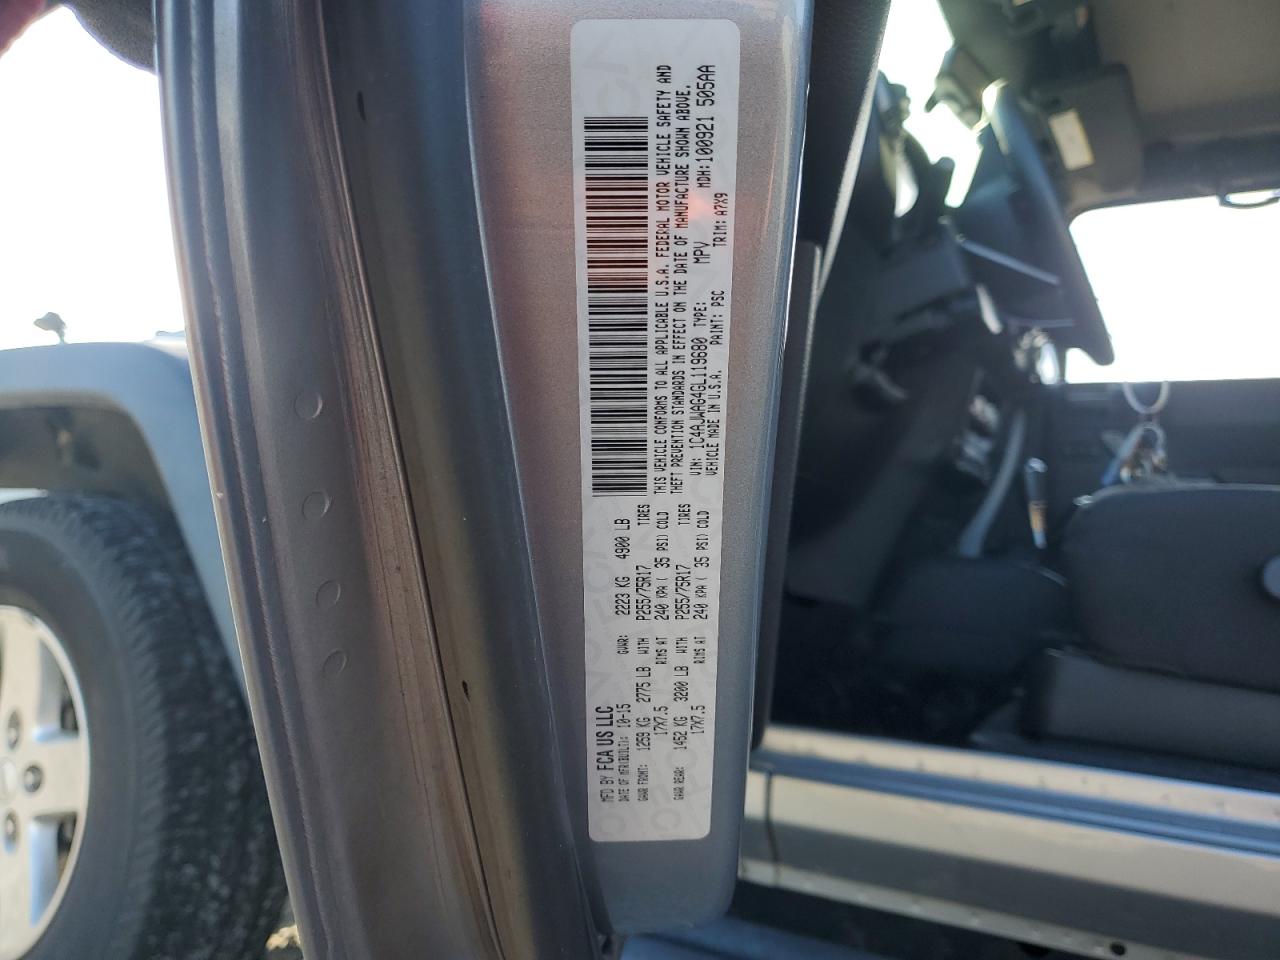 MFD BY FCA US LLC
DATE OF MFR(BUILT): 10-15 GVWR: 2223 KG 4900 LB
GAWR FRONT: 1259 KG 2775 LB WITH P255/75R17 TIRES
17X7.5 RIMS AT 240 KPA ( 35 PSI) COLD
GAWR REAR: 1452 KG 3200 LB WITH P255/75R17 TIRES
17X7.5 RIMS AT 240 KPA ( 35 PSI) COLD
THIS VEHICLE CONFORMS TO ALL APPLICABLE U.S.A. FEDERAL MOTOR VEHICLE SAFETY AND
THEFT PREVENTION STANDARDS IN EFFECT ON THE DATE OF MANUFACTURE SHOWN ABOVE.
VIN: 1C4AJWAG4GL119680 TYPE: MPV MDH:100921 505AA
VEHICLE MADE IN U.S.A. PAINT: PSC TRIM: A7X9